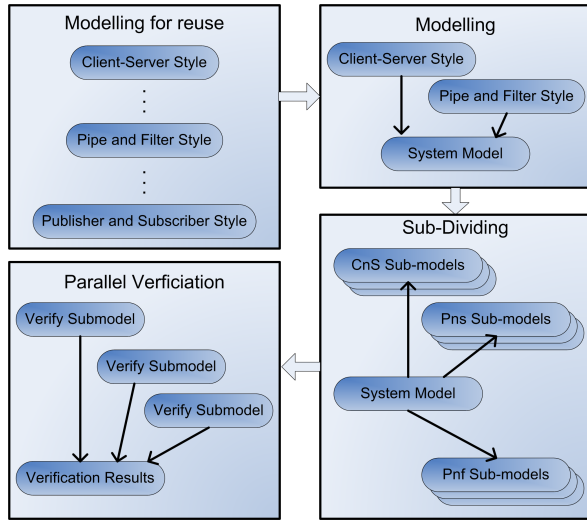 Modelling for reuse
Client-Server Style
Pipe and Filter Style
Publisher and Subscriber Style
Modelling
Client-Server Style
Pipe and Filter Style
System Model
Sub-Dividing
CnS Sub-models
Pns Sub-models
System Model
Pnf Sub-models
Parallel Verficiation
Verify Submodel
Verify Submodel
Verify Submodel
Verification Results